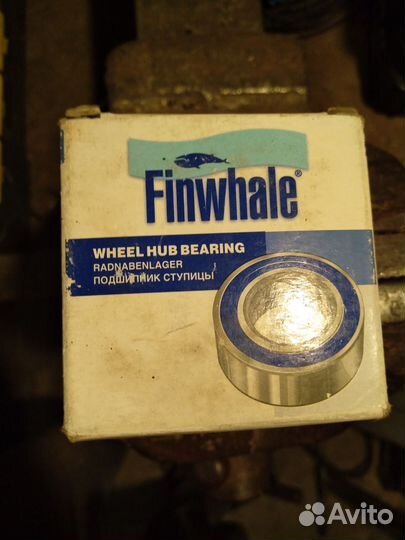 Finwhale®
WHEEL HUB BEARING
RADNABENLAGER
ПОДШИПНИК СТУПИЦЫ
Avito